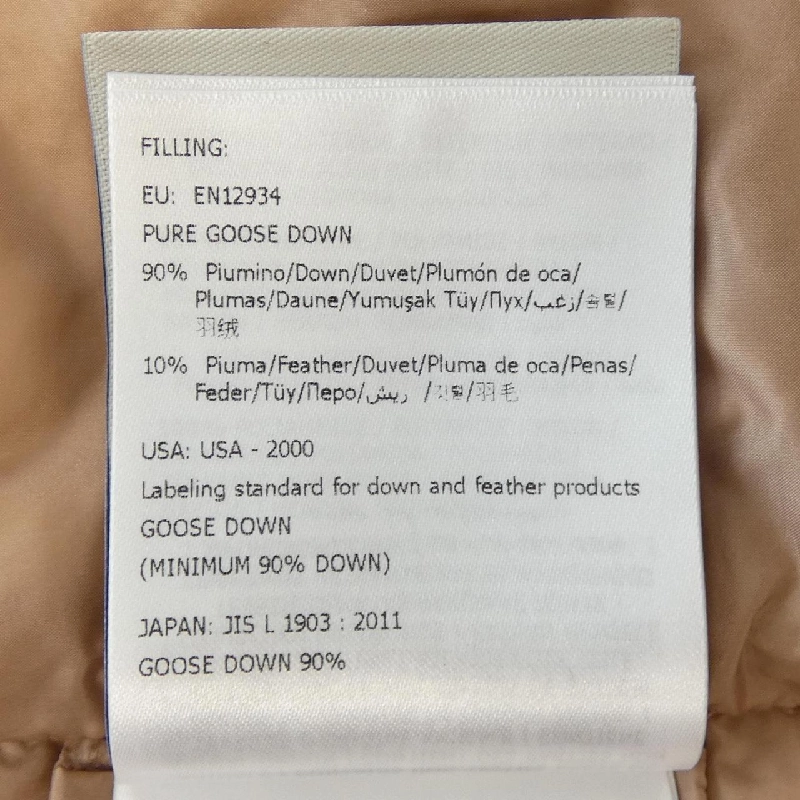 FILLING:
EU: EN12934
PURE GOOSE DOWN
90% Piumino/Down/Duvet/Plumón de oca/
Plumas/Daune/Yumuşak Tüy/Пух/زغب/솜털/
羽绒
10% Piuma/Feather/Duvet/Pluma de oca/Penas/
Feder/Tüy/Перо/ريش /깃털/羽毛
USA: USA - 2000
Labeling standard for down and feather products
GOOSE DOWN
(MINIMUM 90% DOWN)
JAPAN: JIS L 1903 : 2011
GOOSE DOWN 90%